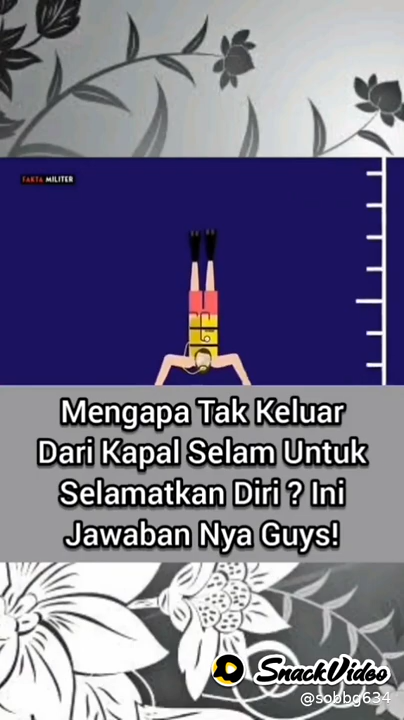 FAKTA MILITER
Mengapa Tak Keluar
Dari Kapal Selam Untuk
Selamatkan Diri ? Ini
Jawaban Nya Guys!
SnackVideo
@sobbg634